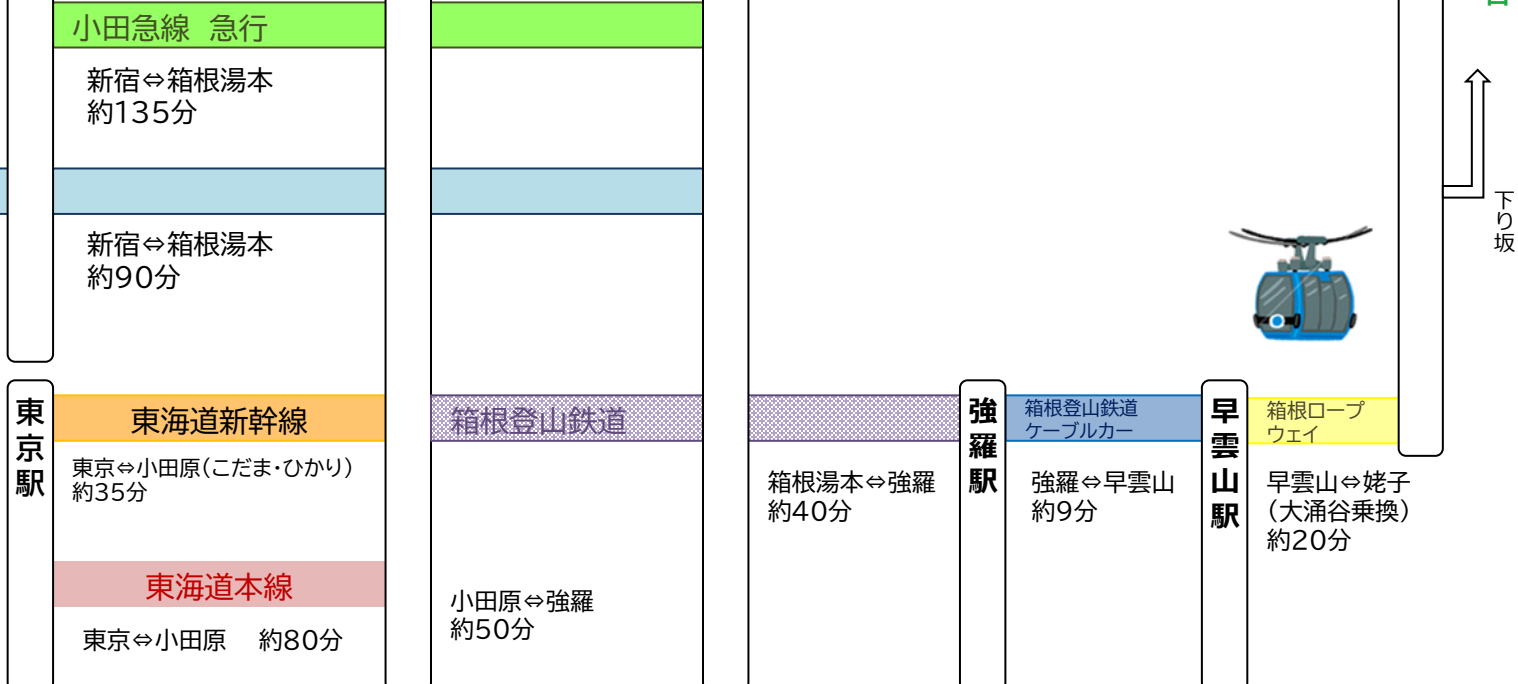 小田急線 急行
新宿⇔箱根湯本
約135分
新宿⇔箱根湯本
約90分
下り坂
東京駅
東海道新幹線
東京⇔小田原(こだま・ひかり)
約35分
東海道本線
東京⇔小田原 約80分
箱根登山鉄道
小田原⇔強羅
約50分
箱根湯本⇔強羅
約40分
強羅駅
箱根登山鉄道
ケーブルカー
強羅⇔早雲山
約9分
早雲山駅
箱根ロープ
ウェイ
早雲山⇔姥子
(大涌谷乗換)
約20分